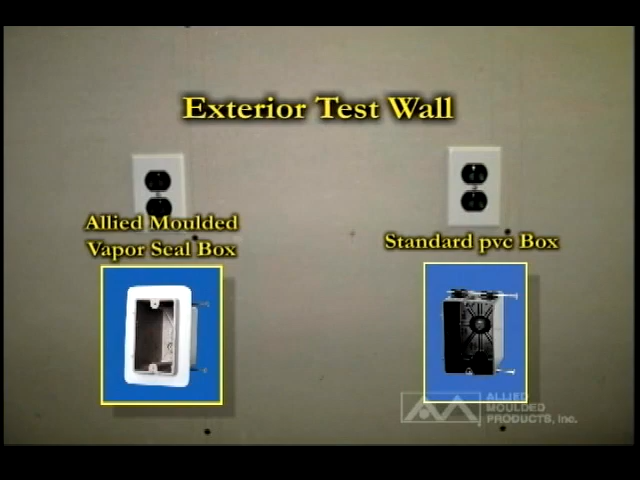 Exterior Test Wall
Allied Moulded
Vapor Seal Box
Standard pvc Box
ALLIED
MOULDED
PRODUCTS, Inc.